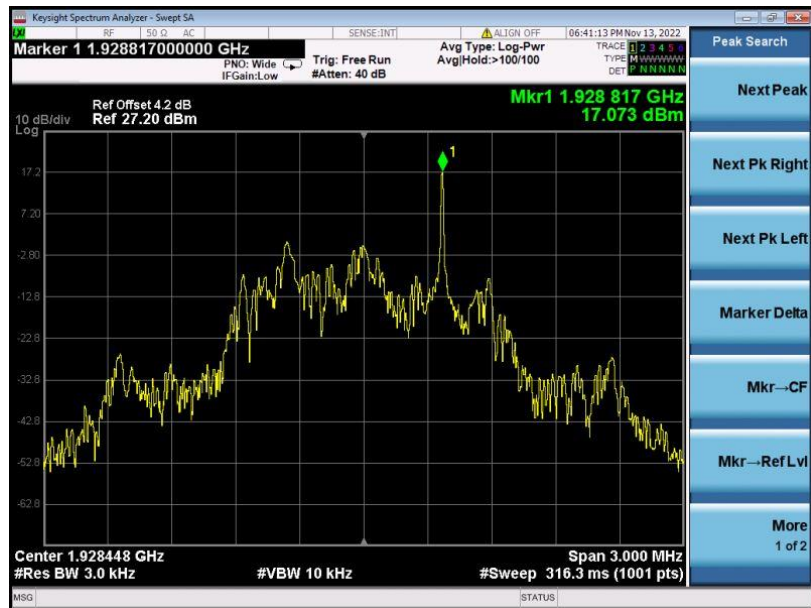 Keysight Spectrum Analyzer - Swept SA
LXI RF 50 Ω AC SENSE:INT ALIGN OFF 06:41:13 PM Nov 13, 2022
Marker 1 1.928817000000 GHz
PNO: Wide
IFGain:Low
Trig: Free Run
#Atten: 40 dB
Avg Type: Log-Pwr
Avg|Hold:>100/100
TRACE 1 2 3 4 5 6
TYPE MWWWWW
DET P N N N N N
Peak Search
Ref Offset 4.2 dB
10 dB/div Ref 27.20 dBm
Log
Mkr1 1.928 817 GHz
17.073 dBm
1
17.2
7.20
-2.80
-12.8
-22.8
-32.8
-42.8
-52.8
-62.8
Center 1.928448 GHz Span 3.000 MHz
#Res BW 3.0 kHz #VBW 10 kHz #Sweep 316.3 ms (1001 pts)
MSG STATUS
Next Peak
Next Pk Right
Next Pk Left
Marker Delta
Mkr→CF
Mkr→Ref Lvl
More
1 of 2